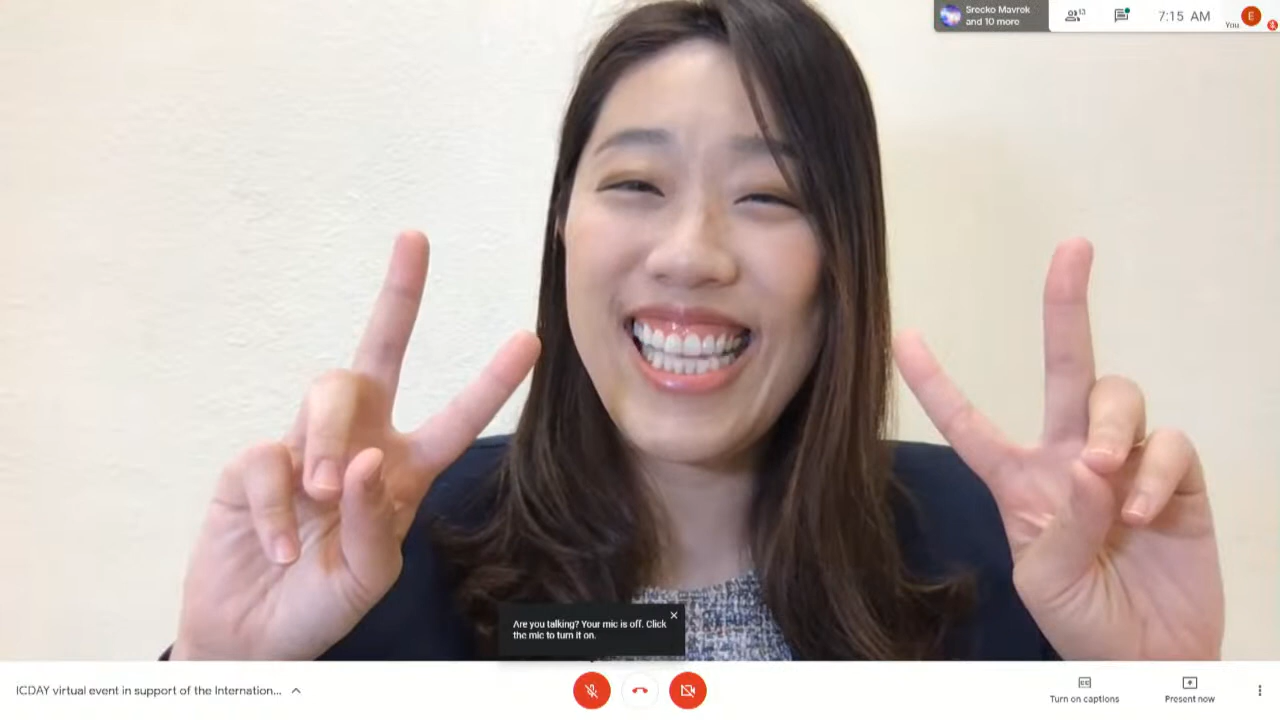 Srecko Mavrek
and 10 more
13
7:15 AM
You
E
Are you talking? Your mic is off. Click
the mic to turn it on.
ICDAY virtual event in support of the Internation...
Turn on captions
Present now